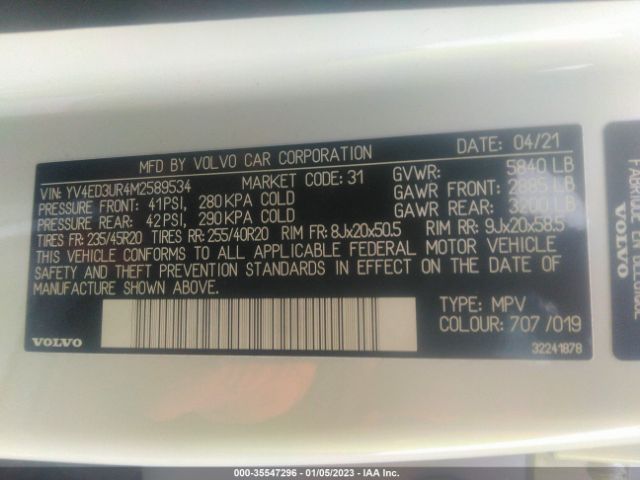 MFD BY VOLVO CAR CORPORATION DATE: 04/21
VIN: YV4ED3UR4M2589534 MARKET CODE: 31 GVWR: 5840 LB
PRESSURE FRONT: 41PSI, 280 KPA COLD GAWR FRONT: 2885 LB
PRESSURE REAR: 42PSI, 290 KPA COLD GAWR REAR: 3200 LB
TIRES FR: 235/45R20 TIRES RR: 255/40R20 RIM FR: 8Jx20x50.5 RIM RR: 9Jx20x58.5
THIS VEHICLE CONFORMS TO ALL APPLICABLE FEDERAL MOTOR VEHICLE
SAFETY AND THEFT PREVENTION STANDARDS IN EFFECT ON THE DATE OF
MANUFACTURE SHOWN ABOVE.
TYPE: MPV
COLOUR: 707 /019
VOLVO
32241878
VOLVO
000-35547296 - 01/05/2023 - IAA Inc.